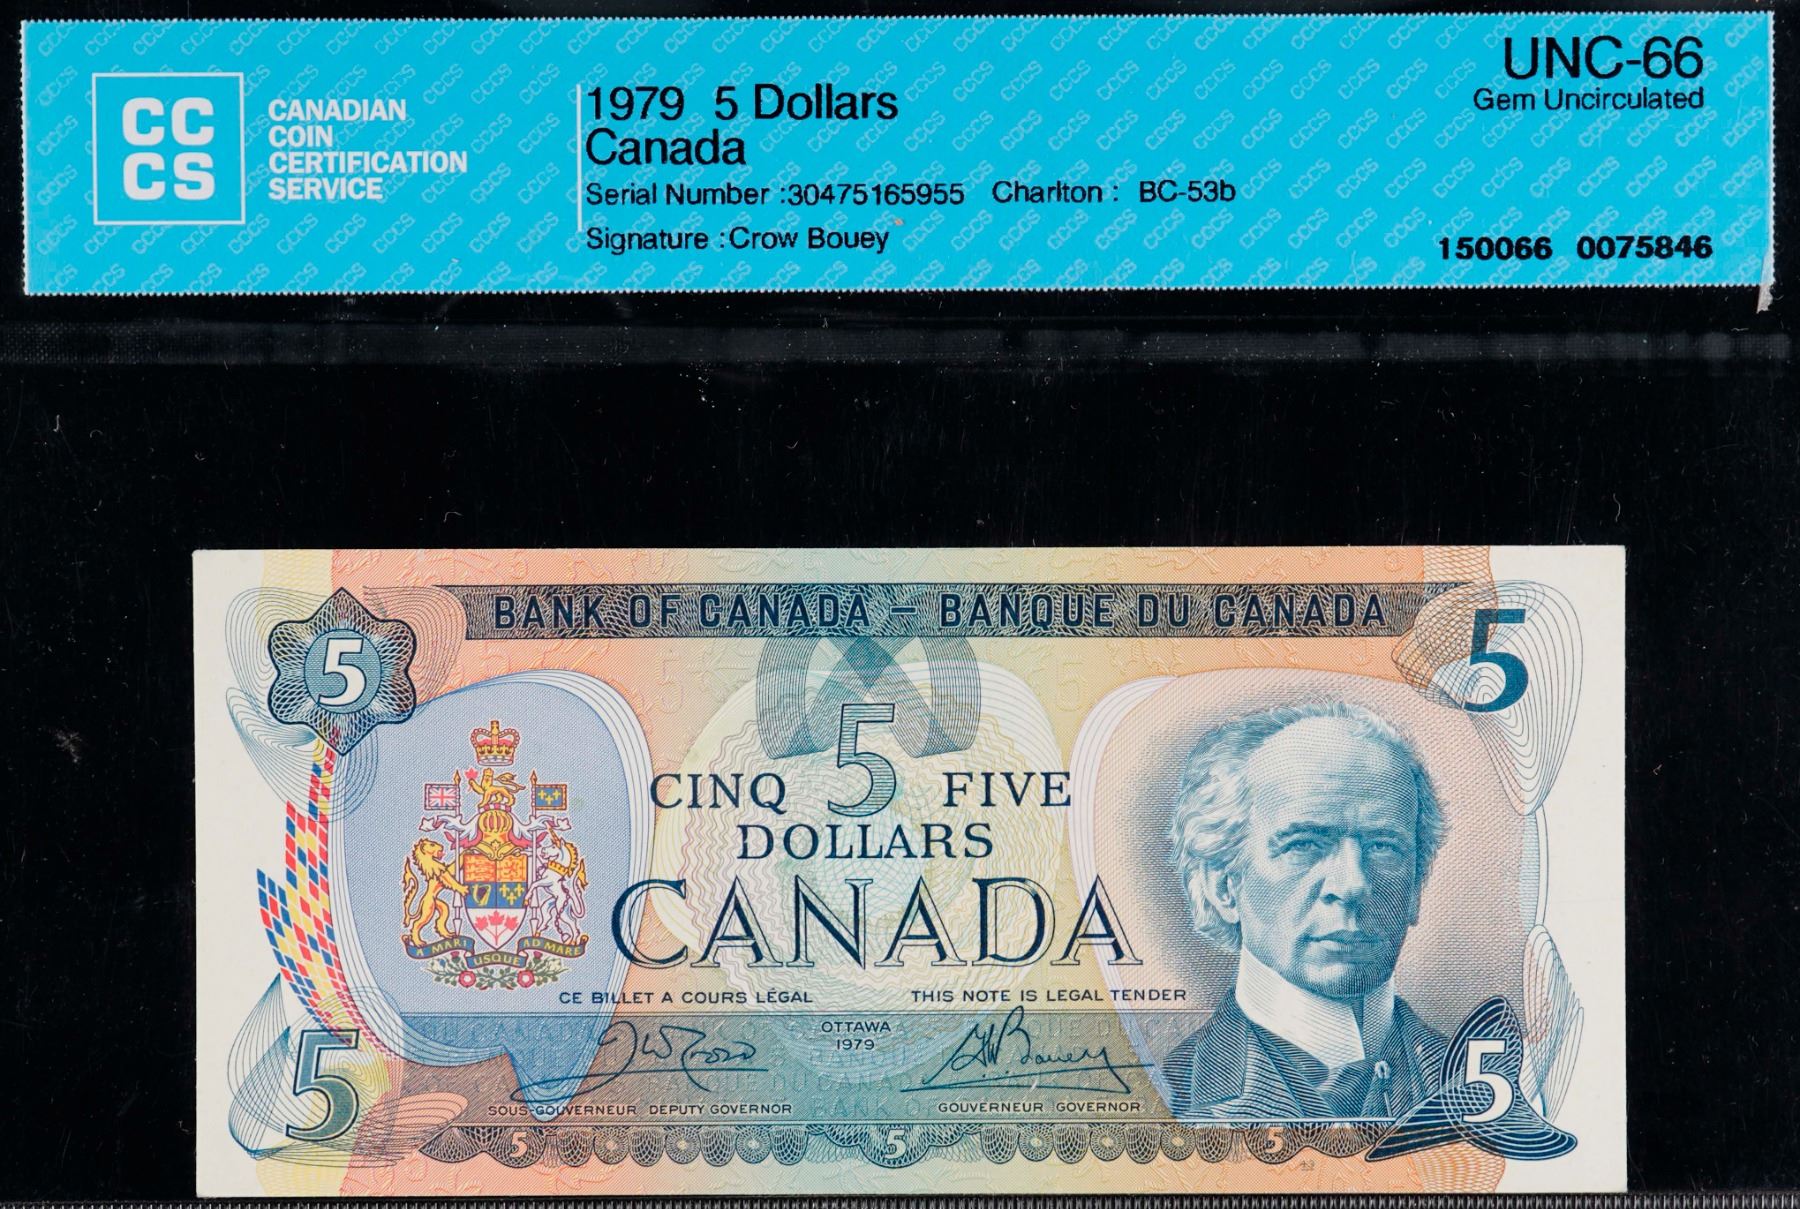 CC
CS
CANADIAN
COIN
CERTIFICATION
SERVICE
1979 5 Dollars
Canada
Serial Number :30475165955 Charlton : BC-53b
Signature :Crow Bouey
UNC-66
Gem Uncirculated
150066 0075846
BANK OF CANADA – BANQUE DU CANADA
5
5
5
CINQ FIVE
DOLLARS
CANADA
A MARI USQUE AD MARE
CE BILLET A COURS LÉGAL THIS NOTE IS LEGAL TENDER
OTTAWA
1979
SOUS-GOUVERNEUR DEPUTY GOVERNOR GOUVERNEUR GOVERNOR
5
5
5 5 5